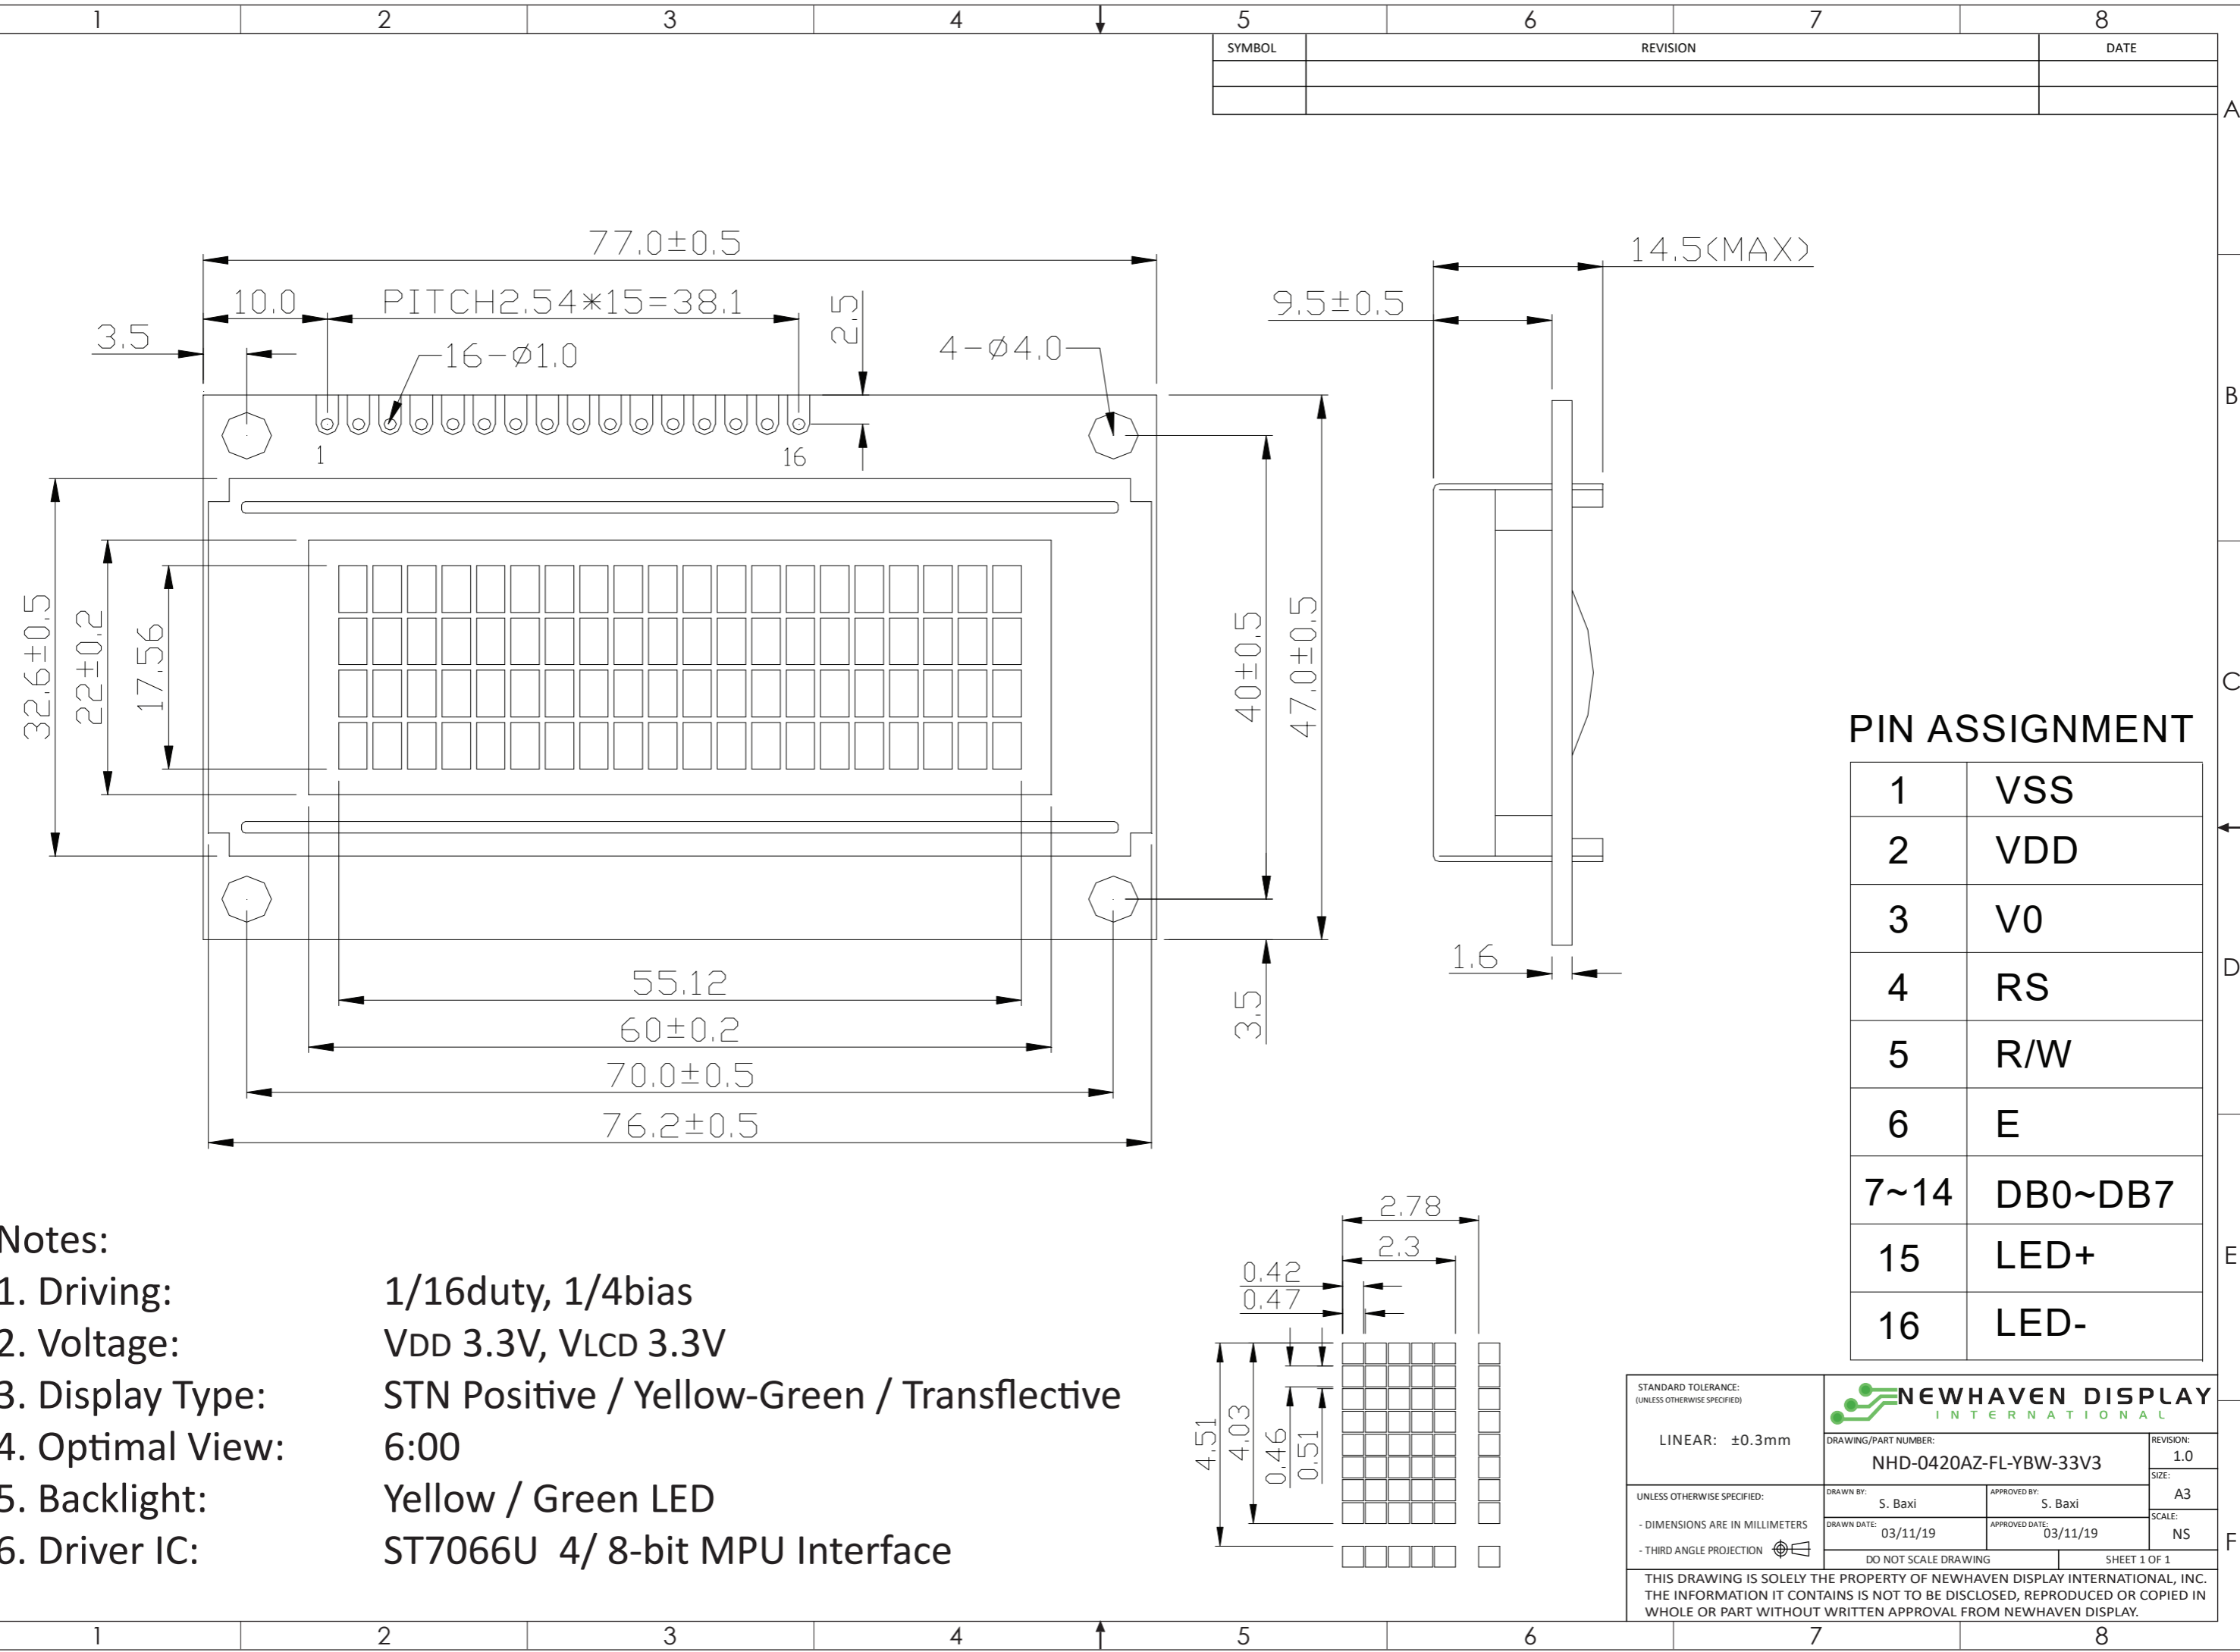 1 2 3 4 5 6 7 8
SYMBOL REVISION DATE
A
B
C
D
E
F
77.0±0.5
10.0 PITCH2.54*15=38.1 2.5
3.5
16-Ø1.0
4-Ø4.0
1 16
32.6±0.5
22±0.2
17.56
40±0.5
47.0±0.5
3.5
55.12
60±0.2
70.0±0.5
76.2±0.5
14.5(MAX)
9.5±0.5
1.6
PIN ASSIGNMENT
1 VSS
2 VDD
3 V0
4 RS
5 R/W
6 E
7~14 DB0~DB7
15 LED+
16 LED-
Notes:
1. Driving: 1/16duty, 1/4bias
2. Voltage: VDD 3.3V, VLCD 3.3V
3. Display Type: STN Positive / Yellow-Green / Transflective
4. Optimal View: 6:00
5. Backlight: Yellow / Green LED
6. Driver IC: ST7066U 4/ 8-bit MPU Interface
2.78
2.3
0.42
0.47
4.51
4.03
0.46
0.51
STANDARD TOLERANCE:
(UNLESS OTHERWISE SPECIFIED)
LINEAR: ±0.3mm
UNLESS OTHERWISE SPECIFIED:
- DIMENSIONS ARE IN MILLIMETERS
- THIRD ANGLE PROJECTION
NEWHAVEN DISPLAY
INTERNATIONAL
DRAWING/PART NUMBER:
NHD-0420AZ-FL-YBW-33V3
REVISION:
1.0
SIZE:
A3
SCALE:
NS
DRAWN BY:
S. Baxi
APPROVED BY:
S. Baxi
DRAWN DATE:
03/11/19
APPROVED DATE:
03/11/19
DO NOT SCALE DRAWING SHEET 1 OF 1
THIS DRAWING IS SOLELY THE PROPERTY OF NEWHAVEN DISPLAY INTERNATIONAL, INC.
THE INFORMATION IT CONTAINS IS NOT TO BE DISCLOSED, REPRODUCED OR COPIED IN
WHOLE OR PART WITHOUT WRITTEN APPROVAL FROM NEWHAVEN DISPLAY.
1 2 3 4 5 6 7 8